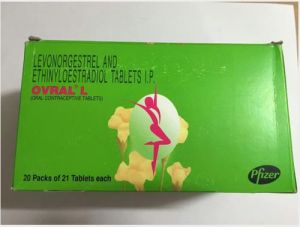 LEVONORGESTREL AND
ETHINYLOESTRADIOL TABLETS I.P.
OVRAL L
(ORAL CONTRACEPTIVE TABLETS)
20 Packs of 21 Tablets each
Pfizer